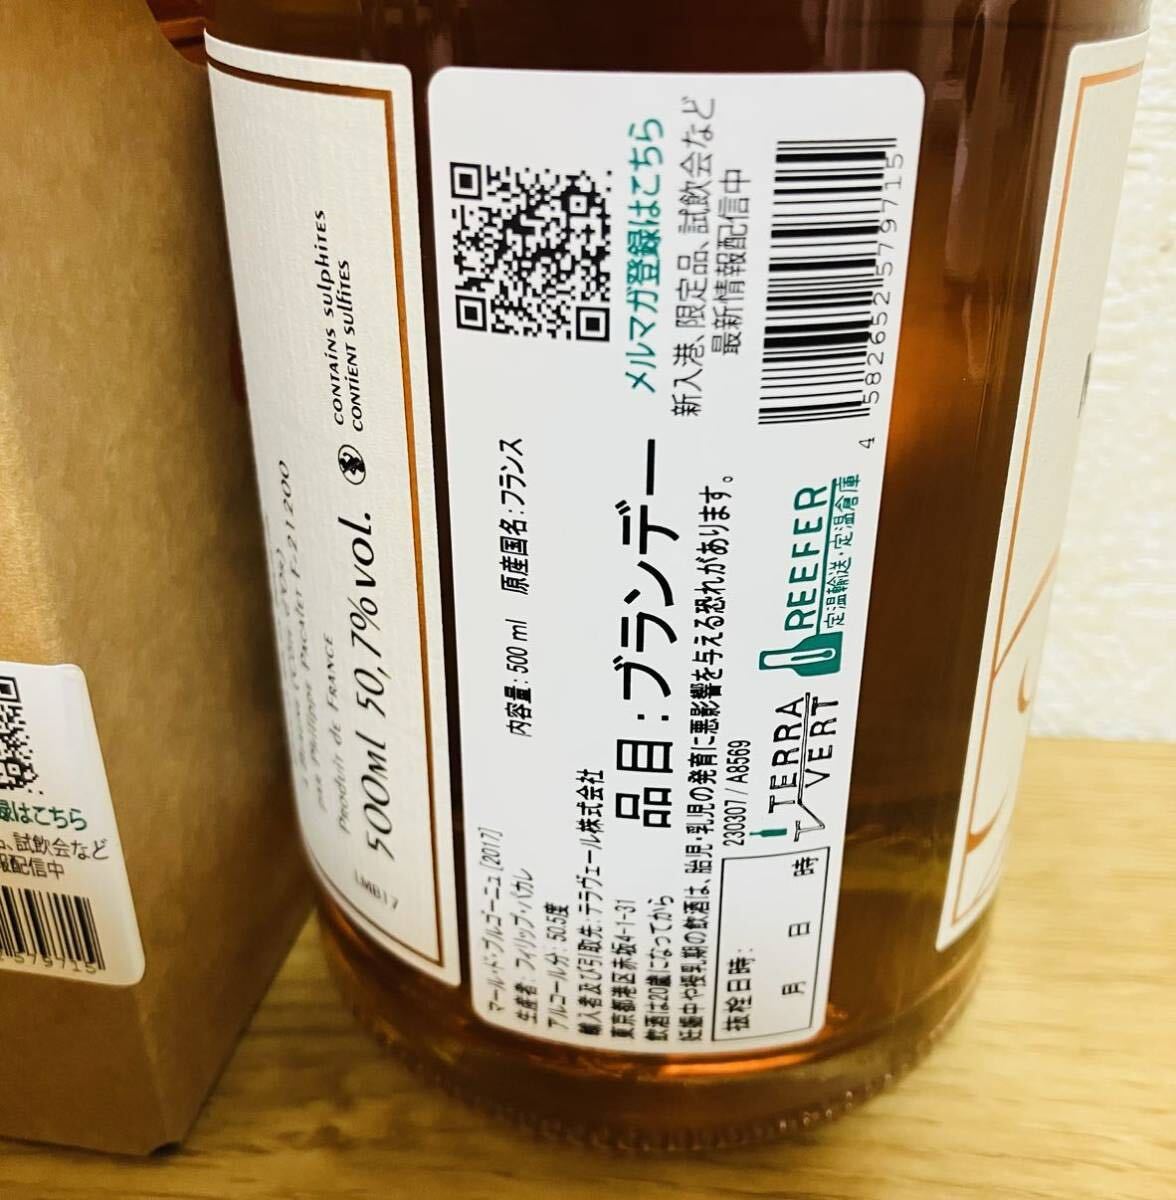 CONTAINS SULPHITES
CONTIENT SULFITES
PAR PHILIPPE PACALET F-21200
PRODUIT DE FRANCE
500ML 50,7% VOL.
LMB17
マール・ド・ブルゴーニュ [2017]
生産者: フィリップ・パカレ
アルコール分: 50.5度
内容量: 500 ml 原産国名: フランス
輸入者及び引取先: テラヴェール株式会社
東京都港区赤坂4-1-31
品目: ブランデー
飲酒は20歳になってから
妊娠中や授乳期の飲酒は、胎児・乳児の発育に悪影響を与える恐れがあります。
230307 / A8569
抜栓日時:
月 日 時
TERRA
VERT
REEFER
定温輸送・定温倉庫
メルマガ登録はこちら
新入港、限定品、試飲会など
最新情報配信中
4 582652 579715
録はこちら
、試飲会など
報配信中
579715